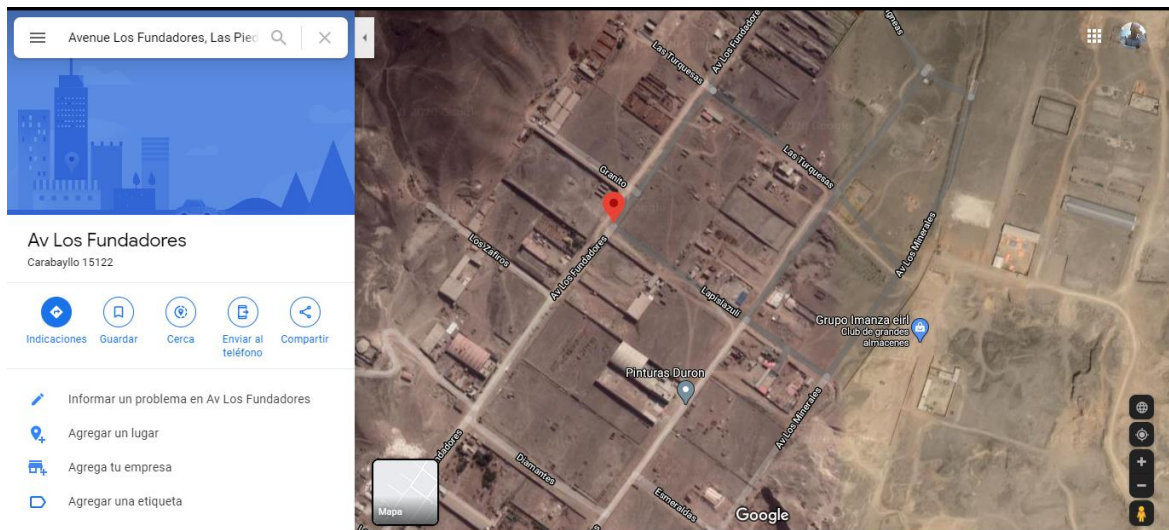 Avenue Los Fundadores, Las Pied
Av Los Fundadores
Carabayllo 15122
Indicaciones
Guardar
Cerca
Enviar al
teléfono
Compartir
Informar un problema en Av Los Fundadores
Agregar un lugar
Agrega tu empresa
Agregar una etiqueta
Las Turquesas
Av Los Fundadores
Las Turquesas
Granito
Los Zafiros
Av Los Fundadores
Av Los Minerales
Lapislazuli
Grupo Imanza eirl
Club de grandes
almacenes
Pinturas Duron
Av Los Minerales
Diamantes
Esmeraldas
Mapa
Google